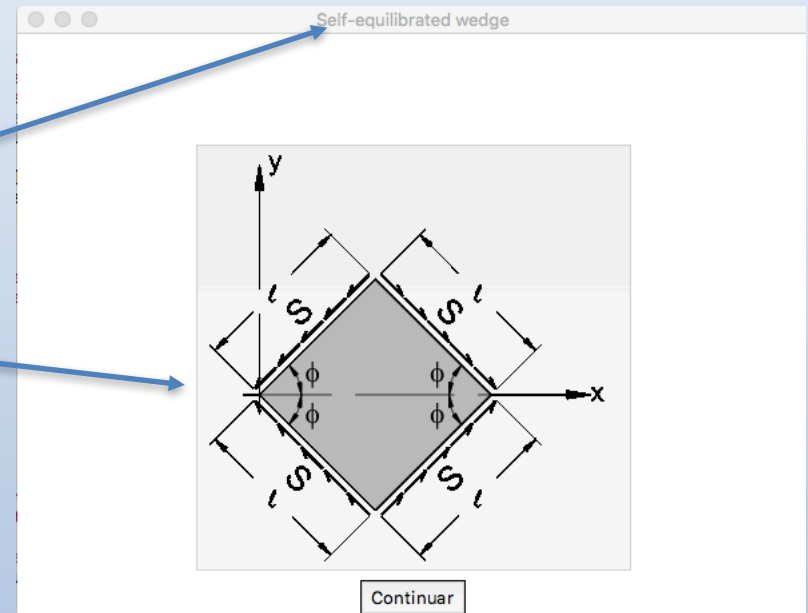 Self-equilibrated wedge
y
ℓ S S ℓ
ϕ ϕ
x
ϕ ϕ
ℓ S S ℓ
Continuar